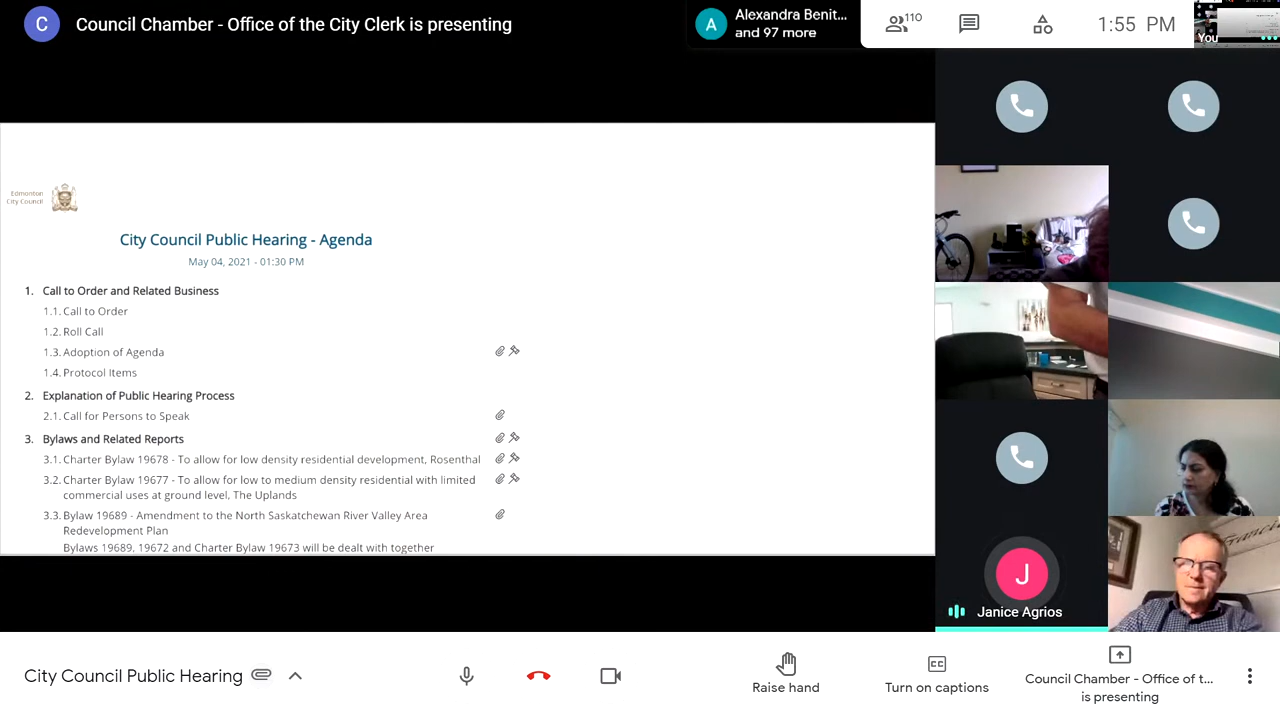 C
Council Chamber - Office of the City Clerk is presenting
A
Alexandra Benit...
and 97 more
110
1:55 PM
You
Edmonton
City Council
City Council Public Hearing - Agenda
May 04, 2021 - 01:30 PM
1. Call to Order and Related Business
1.1. Call to Order
1.2. Roll Call
1.3. Adoption of Agenda
1.4. Protocol Items
2. Explanation of Public Hearing Process
2.1. Call for Persons to Speak
3. Bylaws and Related Reports
3.1. Charter Bylaw 19678 - To allow for low density residential development, Rosenthal
3.2. Charter Bylaw 19677 - To allow for low to medium density residential with limited
commercial uses at ground level, The Uplands
3.3. Bylaw 19689 - Amendment to the North Saskatchewan River Valley Area
Redevelopment Plan
Bylaws 19689, 19672 and Charter Bylaw 19673 will be dealt with together
J
Janice Agrios
City Council Public Hearing
Raise hand
CC
Turn on captions
Council Chamber - Office of t...
is presenting